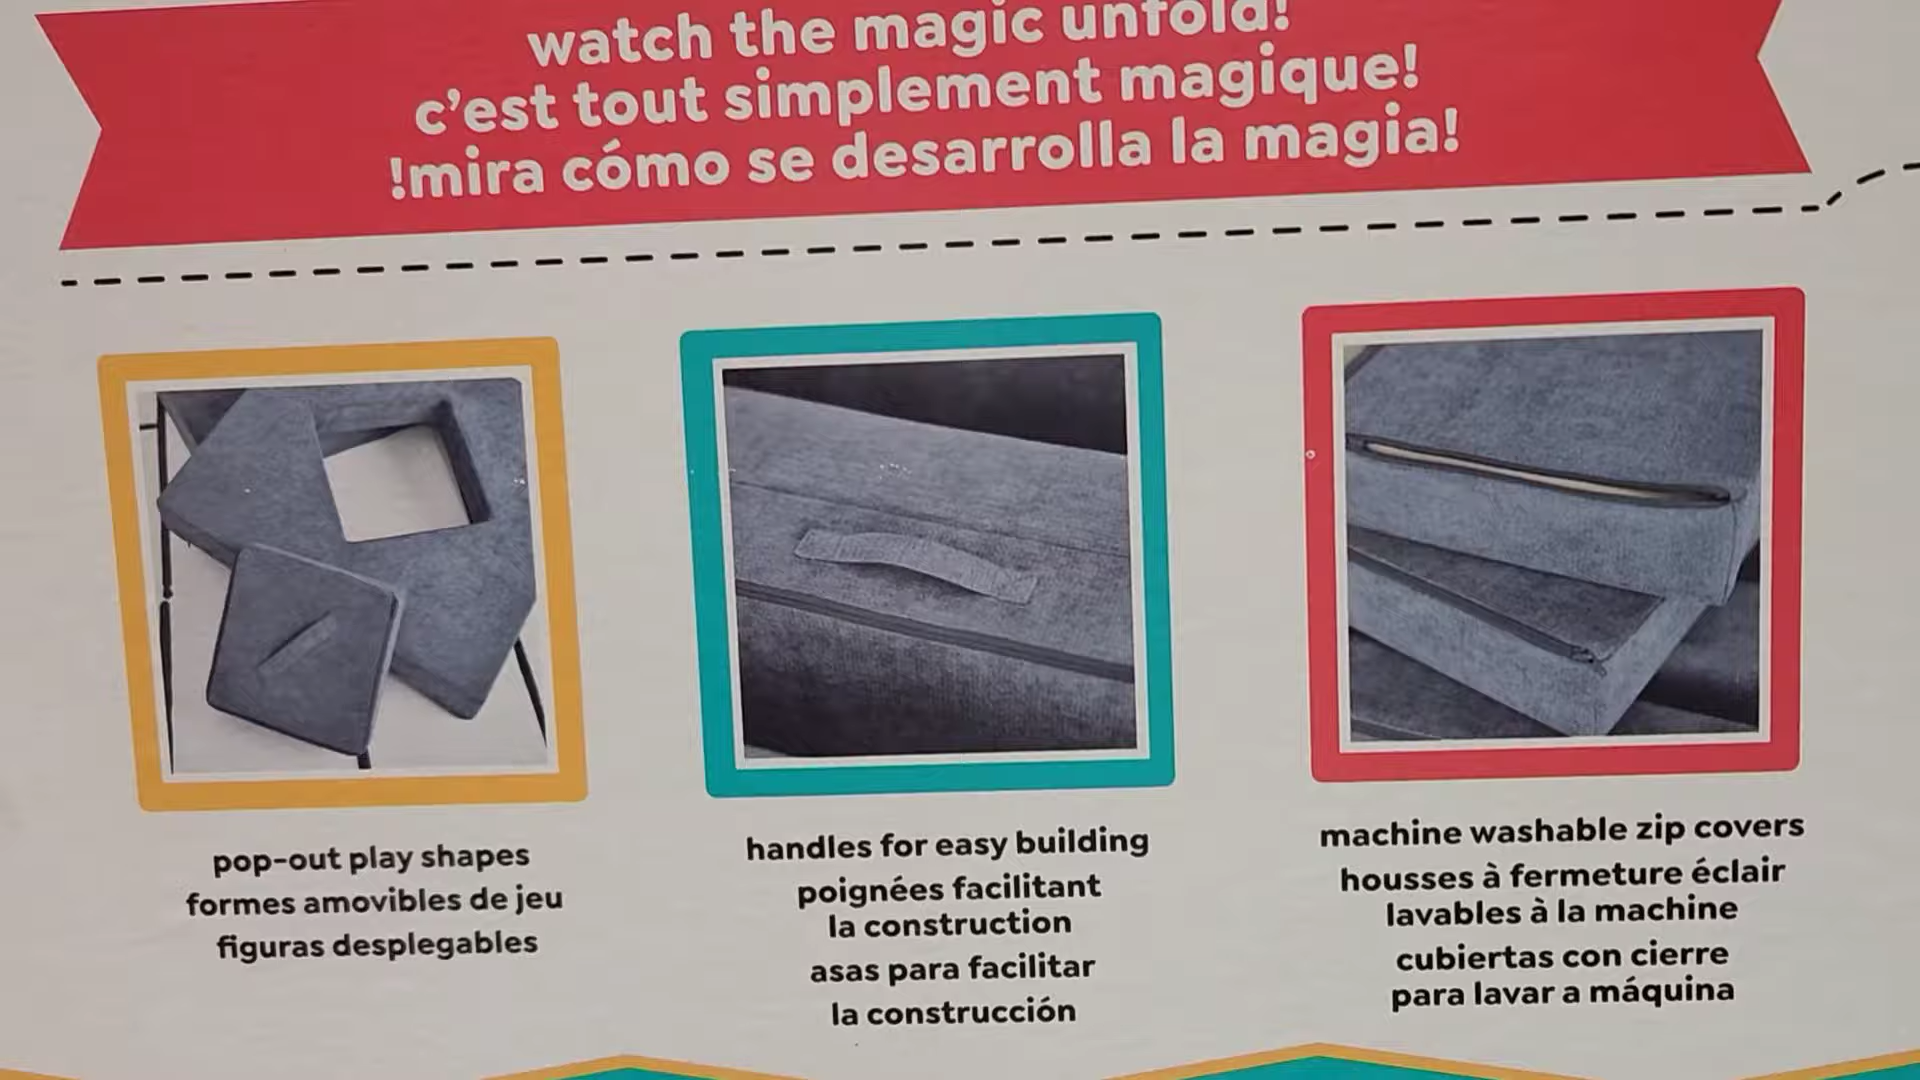 watch the magic unfold!
c'est tout simplement magique!
!mira cómo se desarrolla la magia!
pop-out play shapes
formes amovibles de jeu
figuras desplegables
handles for easy building
poignées facilitant
la construction
asas para facilitar
la construcción
machine washable zip covers
housses à fermeture éclair
lavables à la machine
cubiertas con cierre
para lavar a máquina